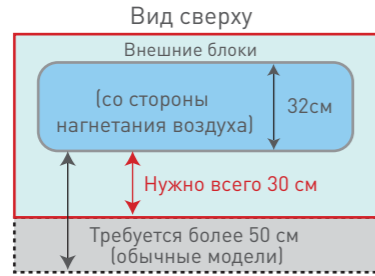 Вид сверху
Внешние блоки
(со стороны
нагнетания воздуха)
32см
Нужно всего 30 см
Требуется более 50 см
(обычные модели)